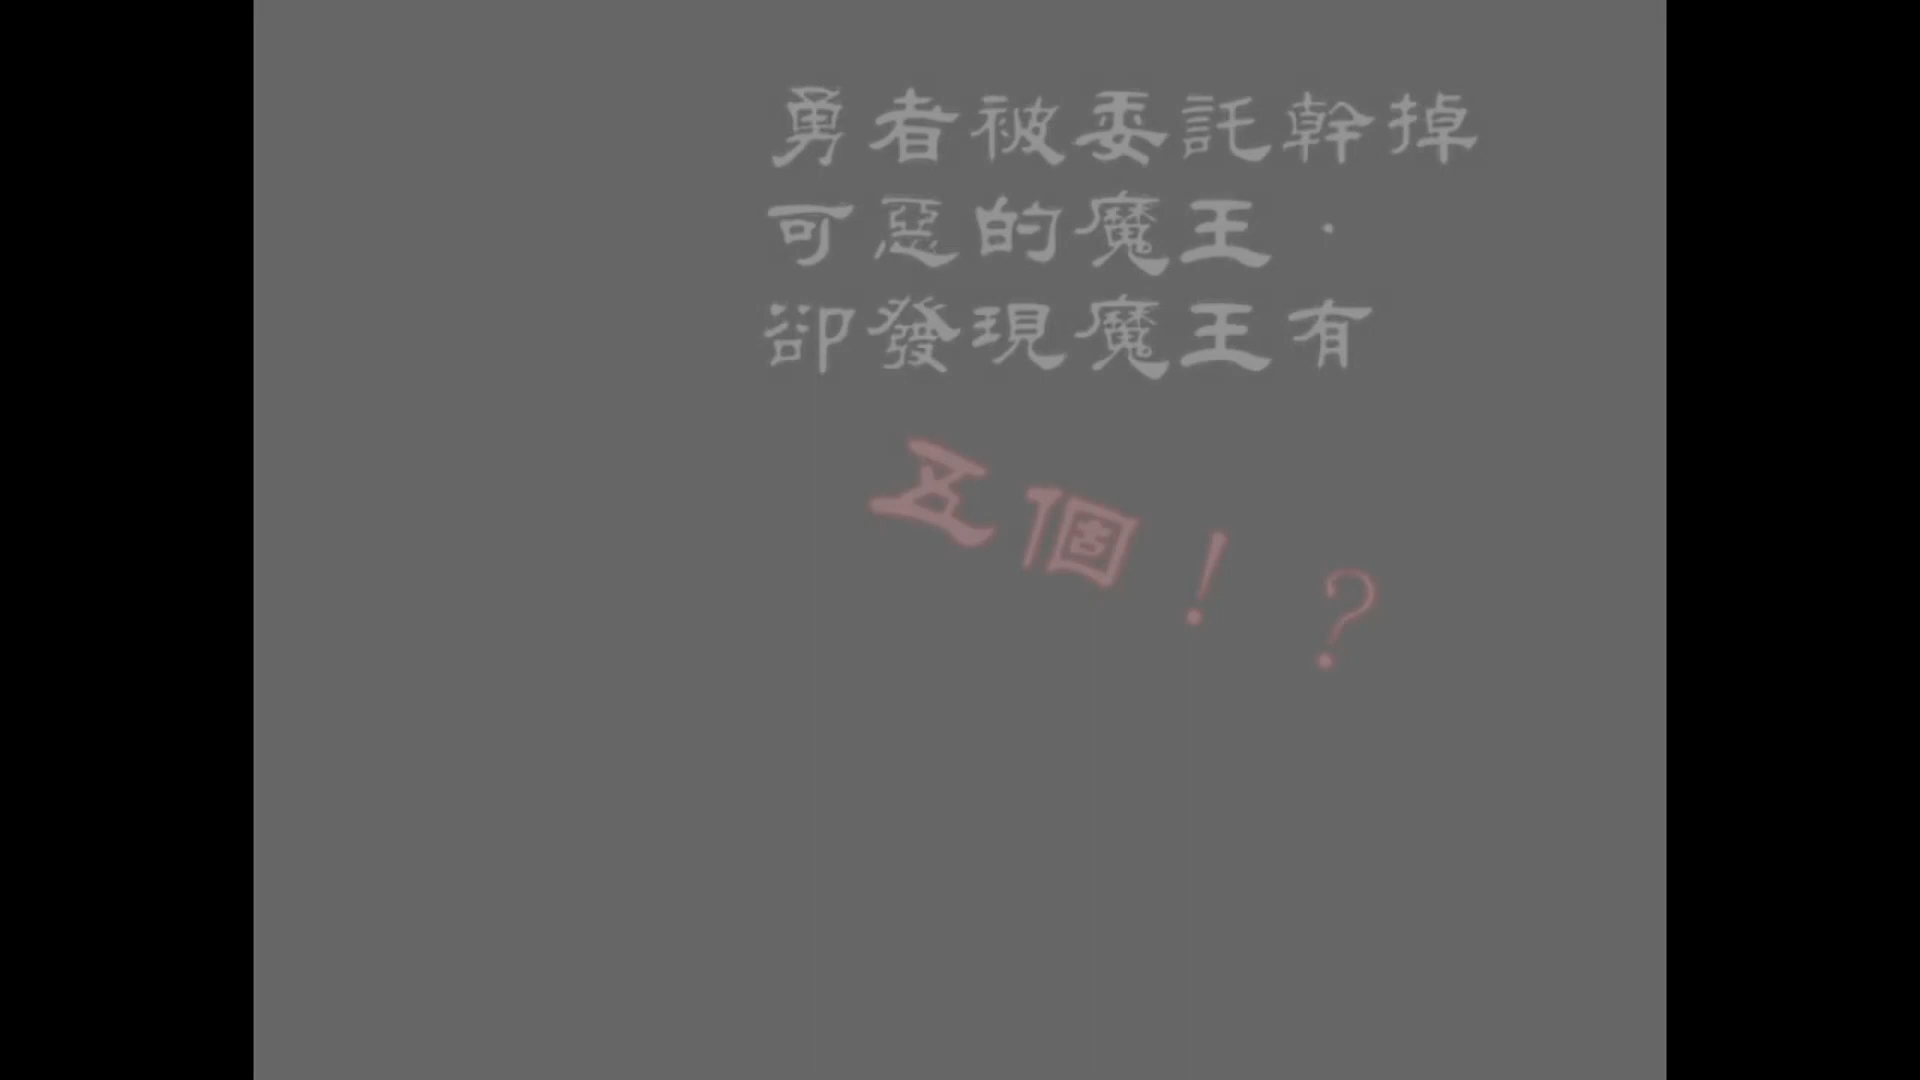 勇者被委託幹掉
可惡的魔王．
卻發現魔王有
五個！？